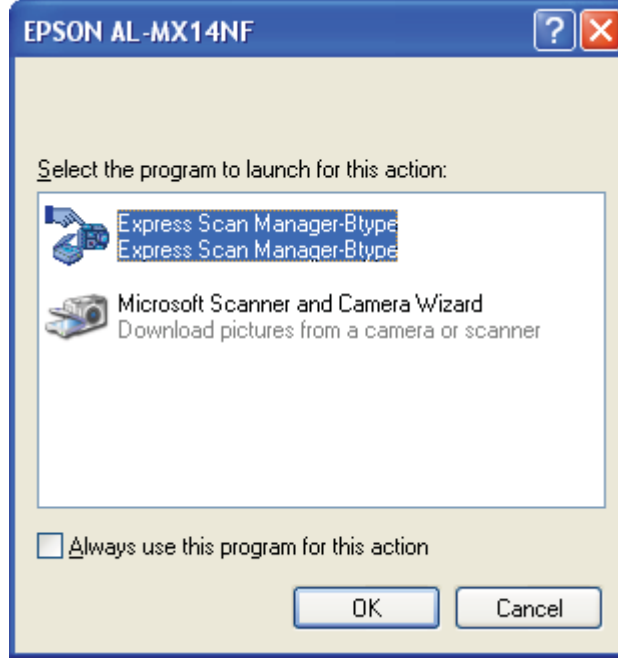 EPSON AL-MX14NF
Select the program to launch for this action:
Express Scan Manager-Btype
Express Scan Manager-Btype
Microsoft Scanner and Camera Wizard
Download pictures from a camera or scanner
Always use this program for this action
OK Cancel